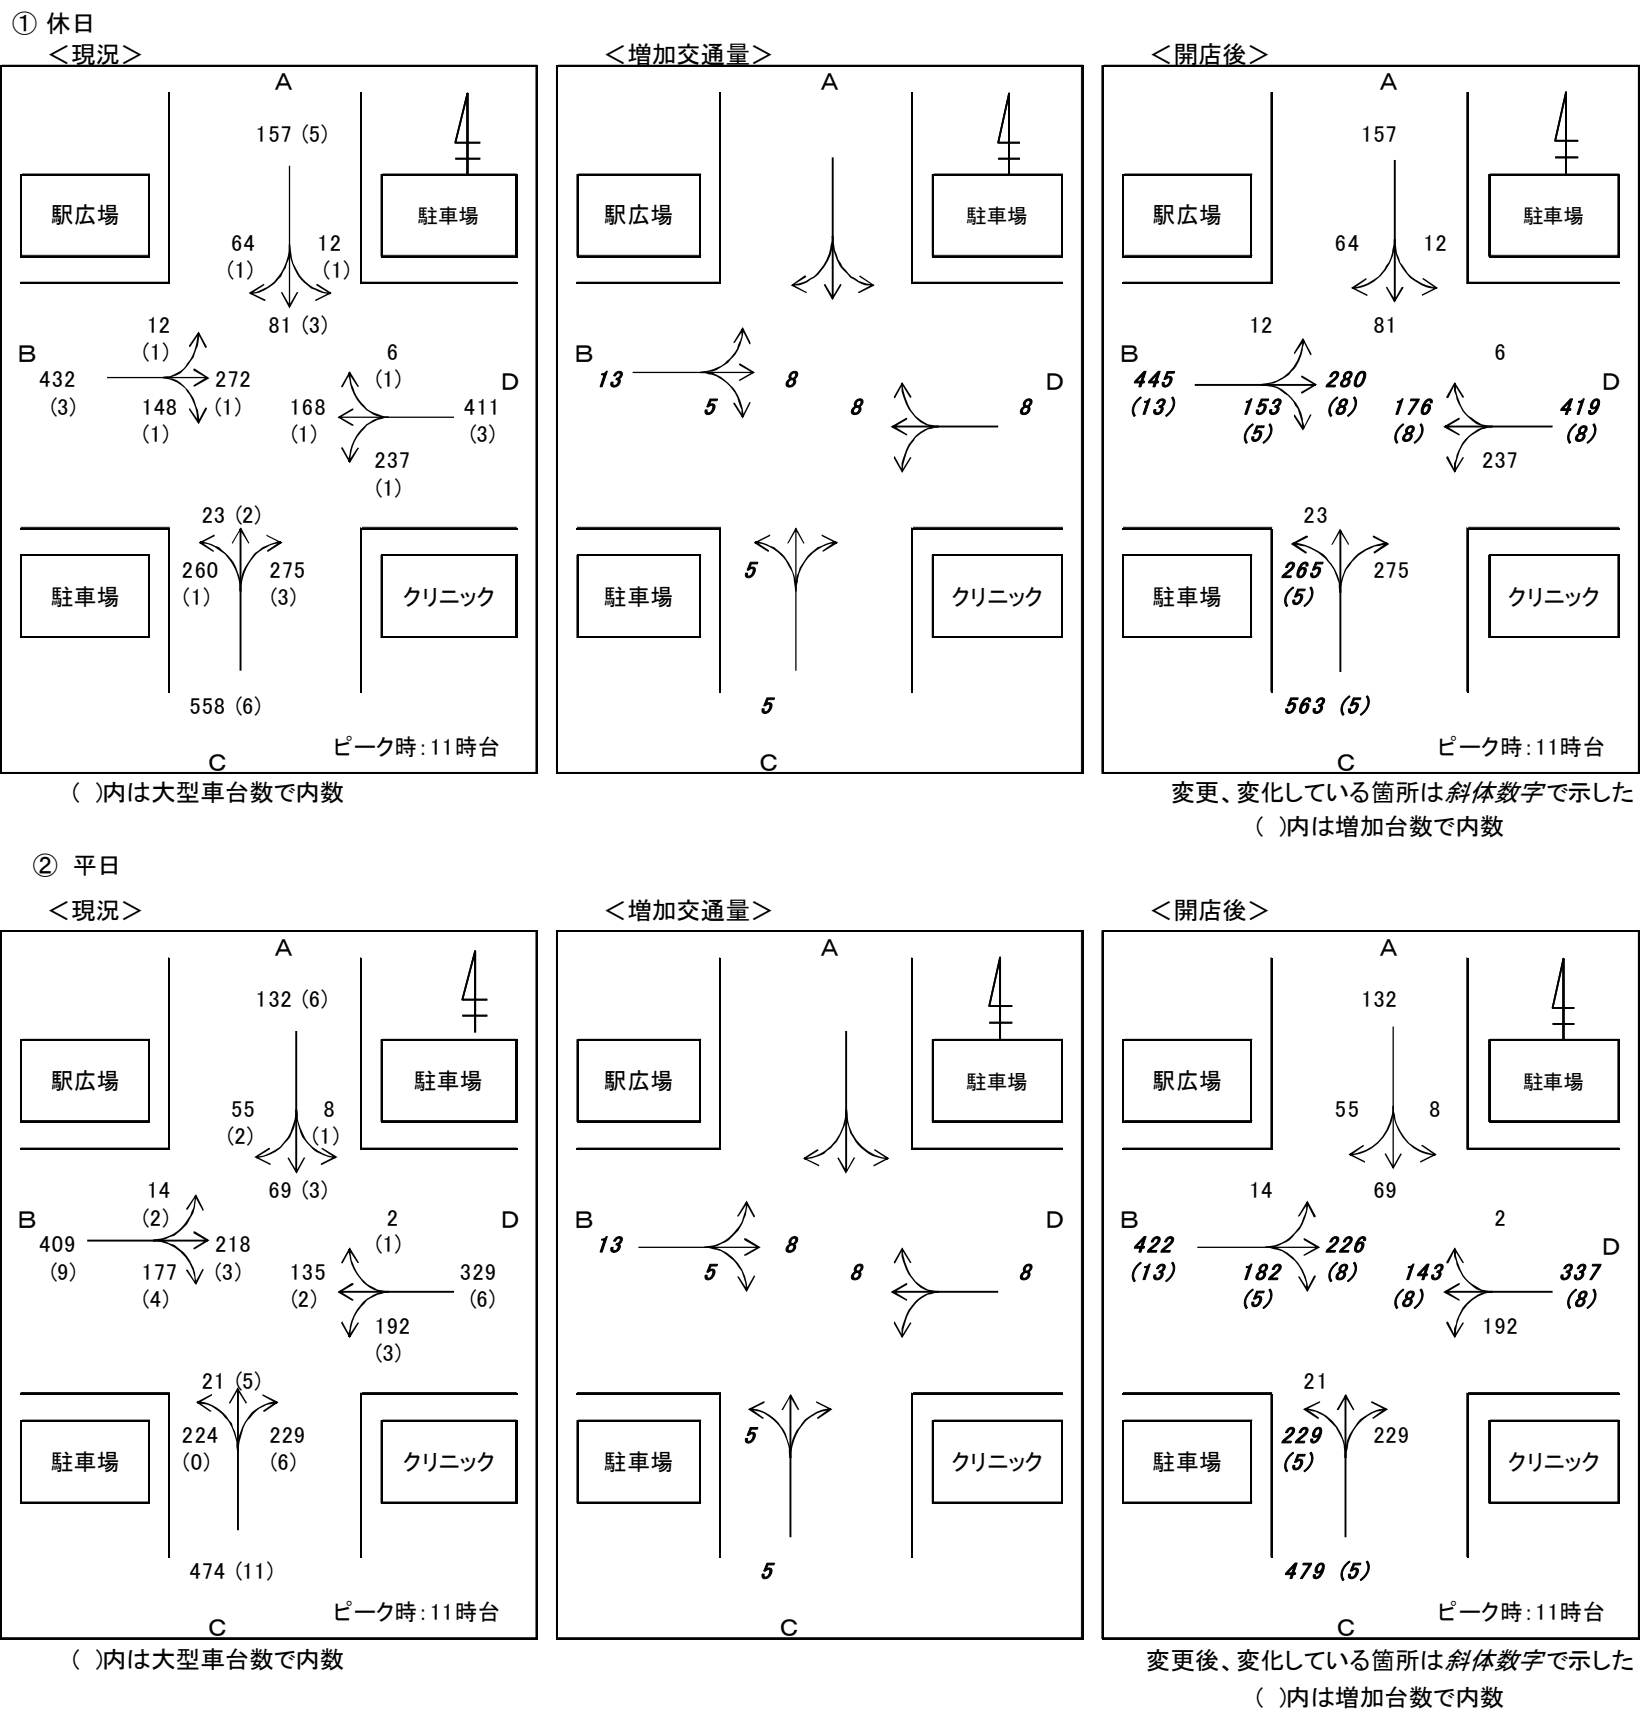 ① 休日
＜現況＞ ＜増加交通量＞ ＜開店後＞
A
157 (5)
駅広場
駐車場
64 12
(1) (1)
81 (3)
12
(1)
B
432
(3)
272
(1)
148
(1)
6
(1)
D
168
(1)
411
(3)
237
(1)
23 (2)
260 275
(1) (3)
駐車場
クリニック
558 (6)
ピーク時：11時台
C
( )内は大型車台数で内数
A
駅広場
駐車場
B
13
8
5
D
8
8
5
駐車場
クリニック
5
C
A
157
駅広場
駐車場
64 12
81
12
B
445
(13)
280
(8)
153
(5)
6
D
176
(8)
419
(8)
237
23
265 275
(5)
駐車場
クリニック
563 (5)
ピーク時：11時台
C
変更、変化している箇所は斜体数字で示した
( )内は増加台数で内数
② 平日
＜現況＞ ＜増加交通量＞ ＜開店後＞
A
132 (6)
駅広場
駐車場
55 8
(2) (1)
69 (3)
14
(2)
B
409
(9)
218
(3)
177
(4)
2
(1)
D
135
(2)
329
(6)
192
(3)
21 (5)
224 229
(0) (6)
駐車場
クリニック
474 (11)
ピーク時：11時台
C
( )内は大型車台数で内数
A
駅広場
駐車場
B
13
8
5
D
8
8
5
駐車場
クリニック
5
C
A
132
駅広場
駐車場
55 8
69
14
B
422
(13)
226
(8)
182
(5)
2
D
143
(8)
337
(8)
192
21
229 229
(5)
駐車場
クリニック
479 (5)
ピーク時：11時台
C
変更後、変化している箇所は斜体数字で示した
( )内は増加台数で内数